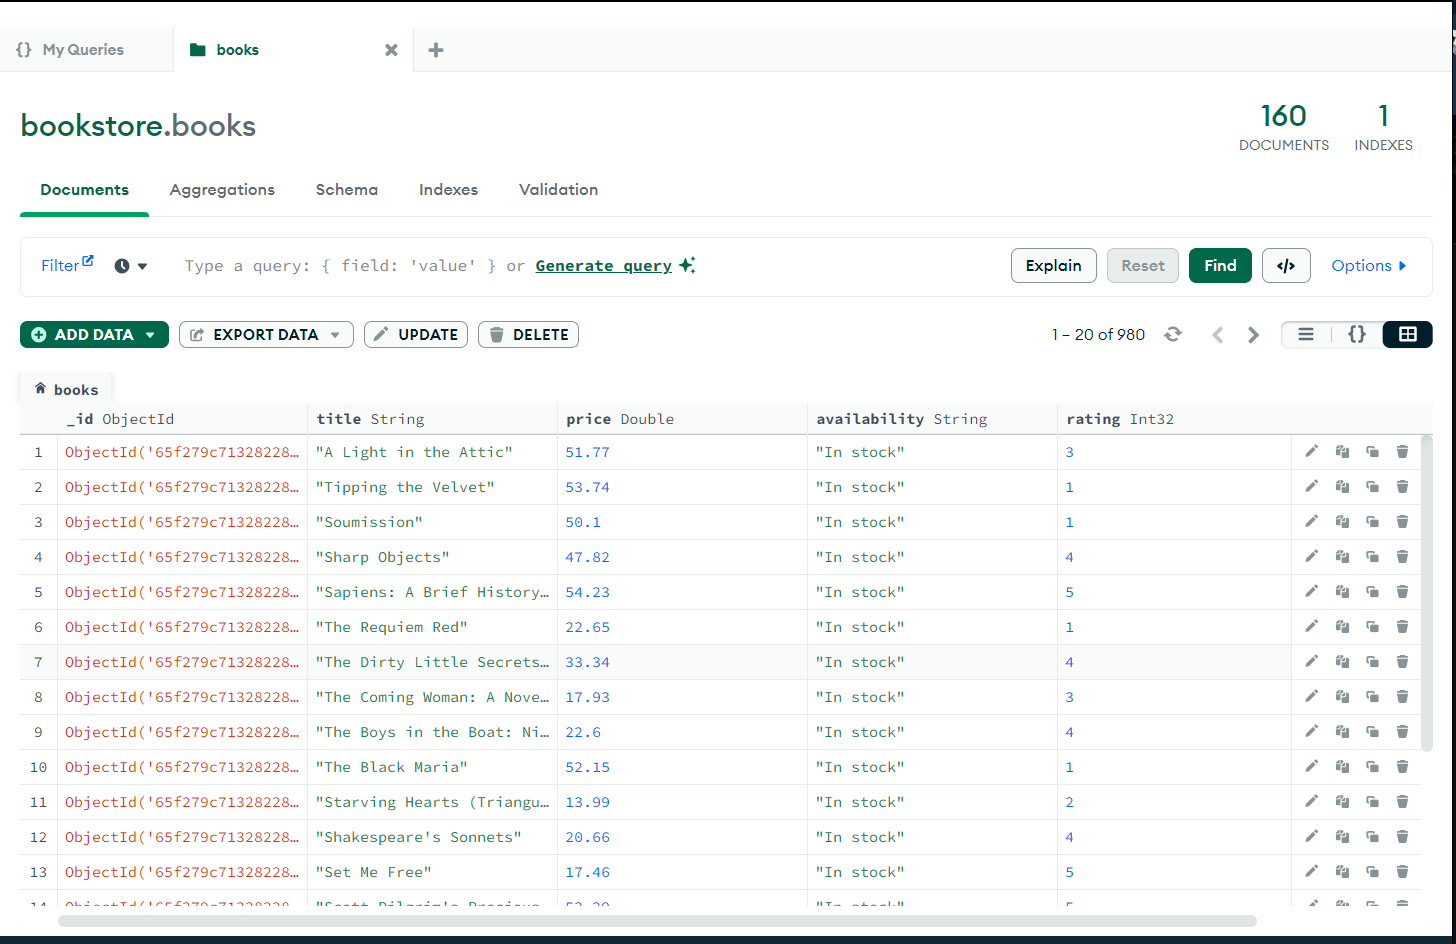 {} My Queries books
bookstore.books
160 DOCUMENTS
1 INDEXES
Documents Aggregations Schema Indexes Validation
Filter Type a query: { field: 'value' } or Generate query Explain Reset Find </> Options
ADD DATA EXPORT DATA UPDATE DELETE 1 – 20 of 980 {}
books
_id ObjectId title String price Double availability String rating Int32
1 ObjectId('65f279c71328228… "A Light in the Attic" 51.77 "In stock" 3
2 ObjectId('65f279c71328228… "Tipping the Velvet" 53.74 "In stock" 1
3 ObjectId('65f279c71328228… "Soumission" 50.1 "In stock" 1
4 ObjectId('65f279c71328228… "Sharp Objects" 47.82 "In stock" 4
5 ObjectId('65f279c71328228… "Sapiens: A Brief History… 54.23 "In stock" 5
6 ObjectId('65f279c71328228… "The Requiem Red" 22.65 "In stock" 1
7 ObjectId('65f279c71328228… "The Dirty Little Secrets… 33.34 "In stock" 4
8 ObjectId('65f279c71328228… "The Coming Woman: A Nove… 17.93 "In stock" 3
9 ObjectId('65f279c71328228… "The Boys in the Boat: Ni… 22.6 "In stock" 4
10 ObjectId('65f279c71328228… "The Black Maria" 52.15 "In stock" 1
11 ObjectId('65f279c71328228… "Starving Hearts (Triangu… 13.99 "In stock" 2
12 ObjectId('65f279c71328228… "Shakespeare's Sonnets" 20.66 "In stock" 4
13 ObjectId('65f279c71328228… "Set Me Free" 17.46 "In stock" 5